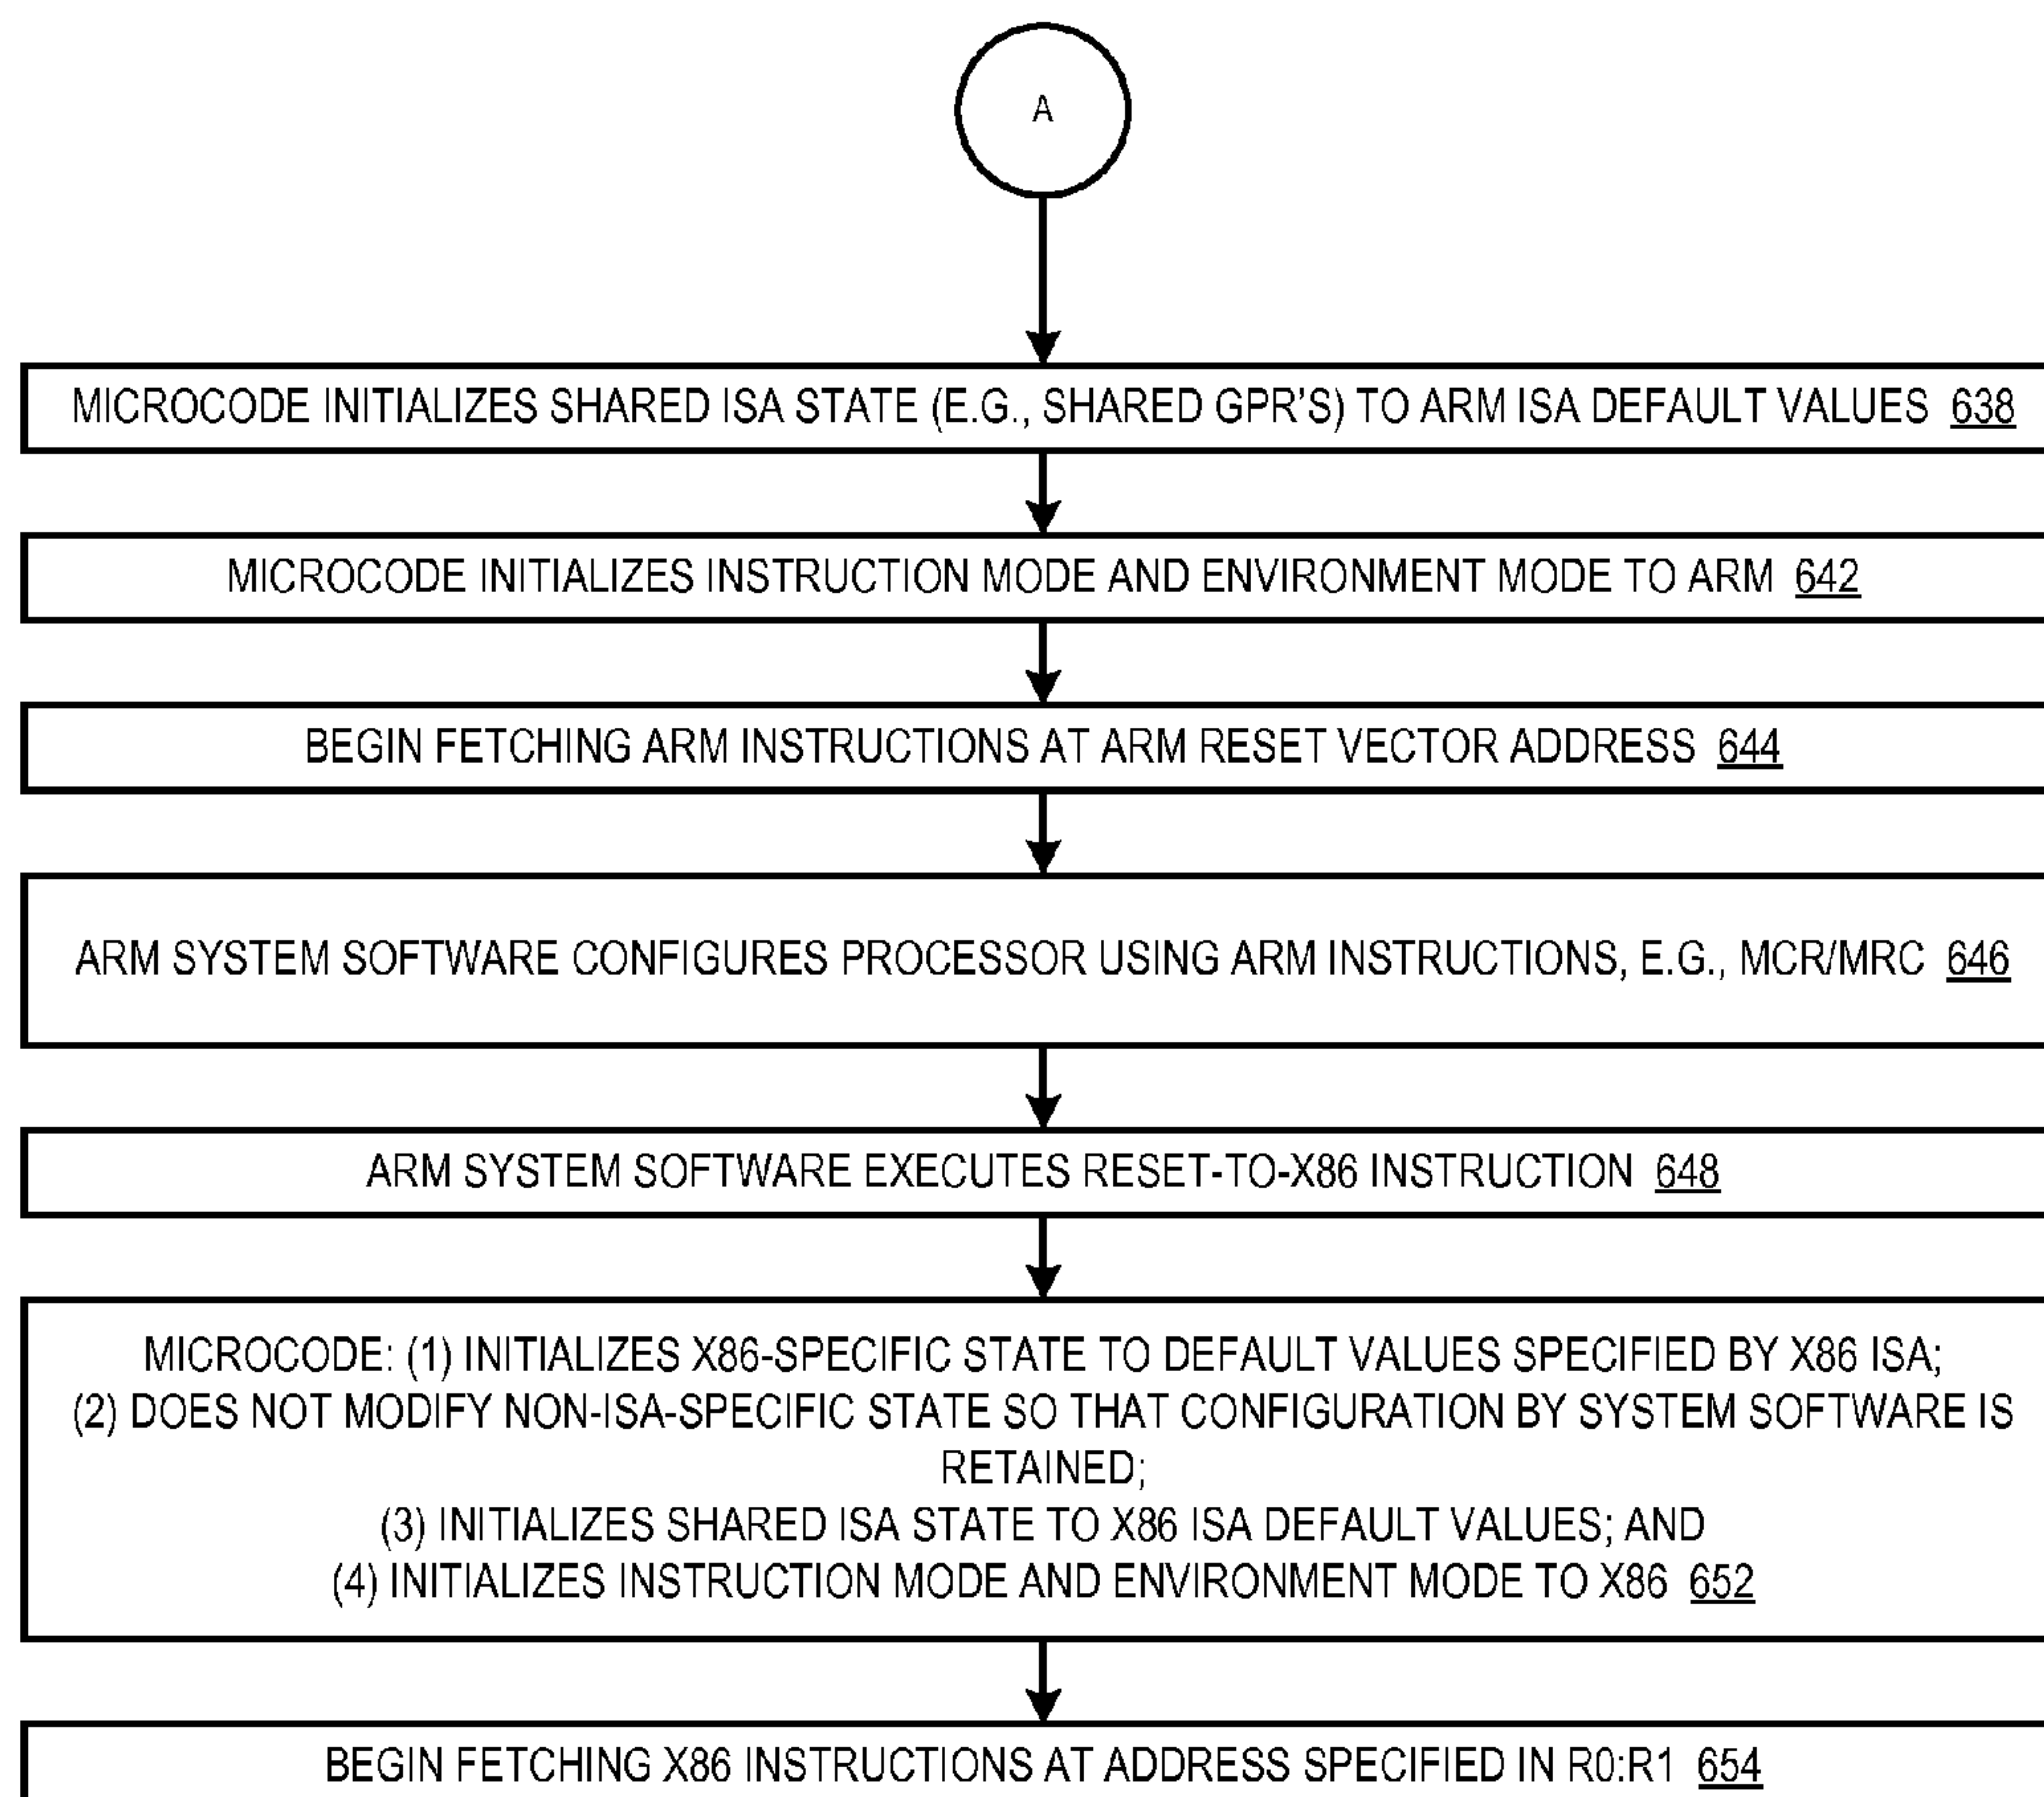 A
MICROCODE INITIALIZES SHARED ISA STATE (E.G., SHARED GPR'S) TO ARM ISA DEFAULT VALUES 638
MICROCODE INITIALIZES INSTRUCTION MODE AND ENVIRONMENT MODE TO ARM 642
BEGIN FETCHING ARM INSTRUCTIONS AT ARM RESET VECTOR ADDRESS 644
ARM SYSTEM SOFTWARE CONFIGURES PROCESSOR USING ARM INSTRUCTIONS, E.G., MCR/MRC 646
ARM SYSTEM SOFTWARE EXECUTES RESET-TO-X86 INSTRUCTION 648
MICROCODE: (1) INITIALIZES X86-SPECIFIC STATE TO DEFAULT VALUES SPECIFIED BY X86 ISA;
(2) DOES NOT MODIFY NON-ISA-SPECIFIC STATE SO THAT CONFIGURATION BY SYSTEM SOFTWARE IS
RETAINED;
(3) INITIALIZES SHARED ISA STATE TO X86 ISA DEFAULT VALUES; AND
(4) INITIALIZES INSTRUCTION MODE AND ENVIRONMENT MODE TO X86 652
BEGIN FETCHING X86 INSTRUCTIONS AT ADDRESS SPECIFIED IN R0:R1 654